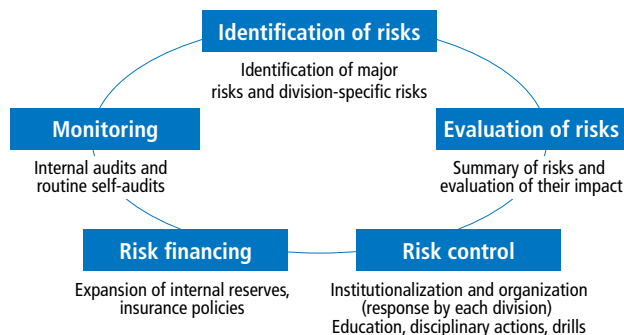 Identification of risks
Identification of major
risks and division-specific risks
Monitoring
Internal audits and
routine self-audits
Evaluation of risks
Summary of risks and
evaluation of their impact
Risk financing
Expansion of internal reserves,
insurance policies
Risk control
Institutionalization and organization
(response by each division)
Education, disciplinary actions, drills